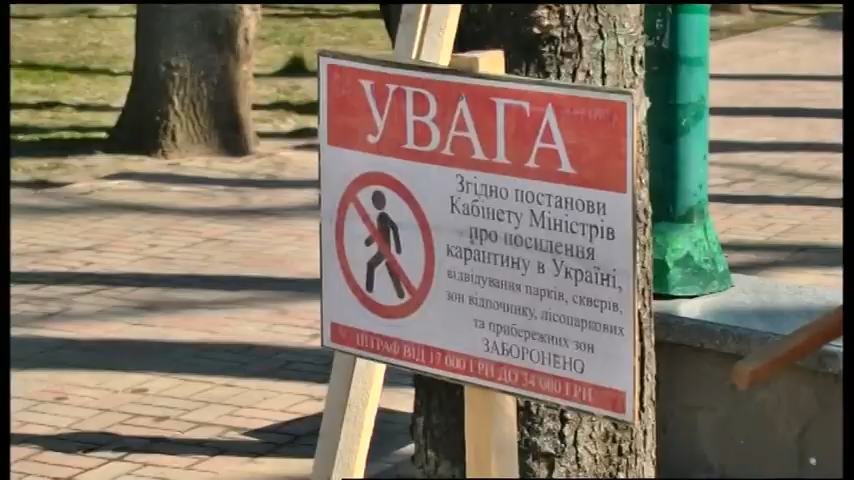 УВАГА
Згідно постанови
Кабінету Міністрів
про посилення
карантину в Україні,
відвідування парків, скверів,
зон відпочинку, лісопаркових
та прибережних зон
ЗАБОРОНЕНО
ШТРАФ ВІД 17 000 ГРН ДО 34 000 ГРН